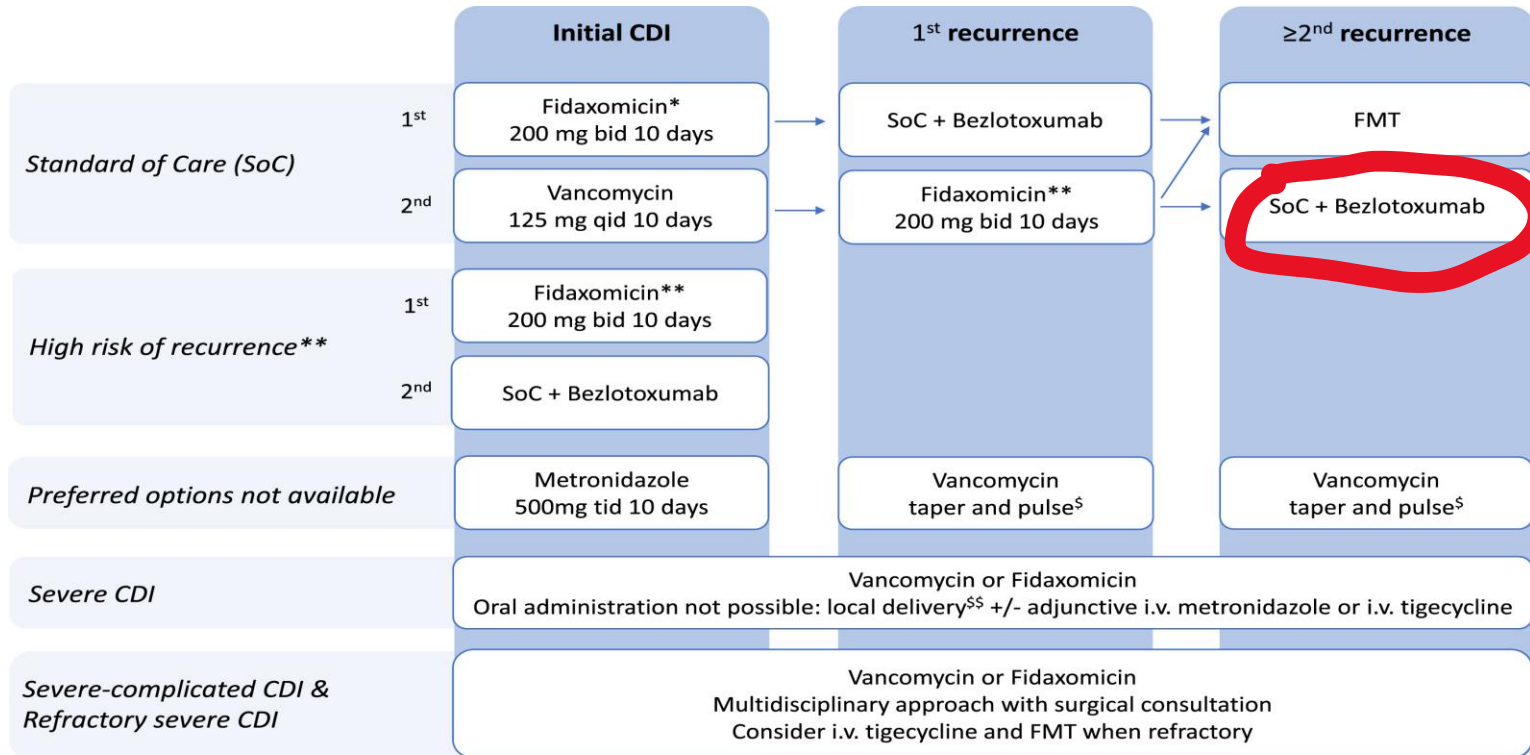 Initial CDI
1st recurrence
≥2nd recurrence
Standard of Care (SoC)
1st
Fidaxomicin*
200 mg bid 10 days
SoC + Bezlotoxumab
FMT
2nd
Vancomycin
125 mg qid 10 days
Fidaxomicin**
200 mg bid 10 days
SoC + Bezlotoxumab
High risk of recurrence**
1st
Fidaxomicin**
200 mg bid 10 days
2nd
SoC + Bezlotoxumab
Preferred options not available
Metronidazole
500mg tid 10 days
Vancomycin
taper and pulse$
Vancomycin
taper and pulse$
Severe CDI
Vancomycin or Fidaxomicin
Oral administration not possible: local delivery$$ +/- adjunctive i.v. metronidazole or i.v. tigecycline
Severe-complicated CDI &
Refractory severe CDI
Vancomycin or Fidaxomicin
Multidisciplinary approach with surgical consultation
Consider i.v. tigecycline and FMT when refractory